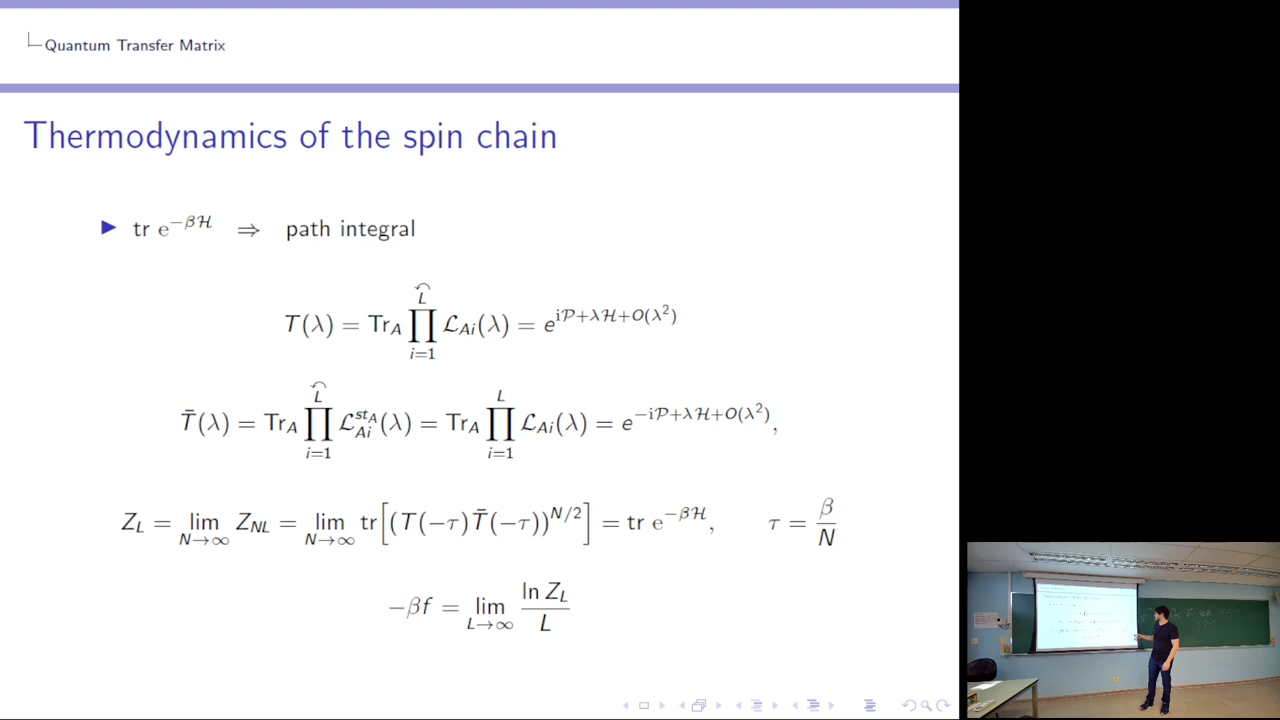 Quantum Transfer Matrix
Thermodynamics of the spin chain
▶ tr e^{−βℋ} ⇒ path integral
T(λ) = Tr_A ∏_{i=1}^{↶L} ℒ_{Ai}(λ) = e^{i𝒫+λℋ+O(λ²)}
T̄(λ) = Tr_A ∏_{i=1}^{↶L} ℒ_{Ai}^{st_A}(λ) = Tr_A ∏_{i=1}^{L} ℒ_{Ai}(λ) = e^{−i𝒫+λℋ+O(λ²)},
Z_L = lim_{N→∞} Z_{NL} = lim_{N→∞} tr[(T(−τ)T̄(−τ))^{N/2}] = tr e^{−βℋ}, τ = β/N
−βf = lim_{L→∞} ln Z_L / L